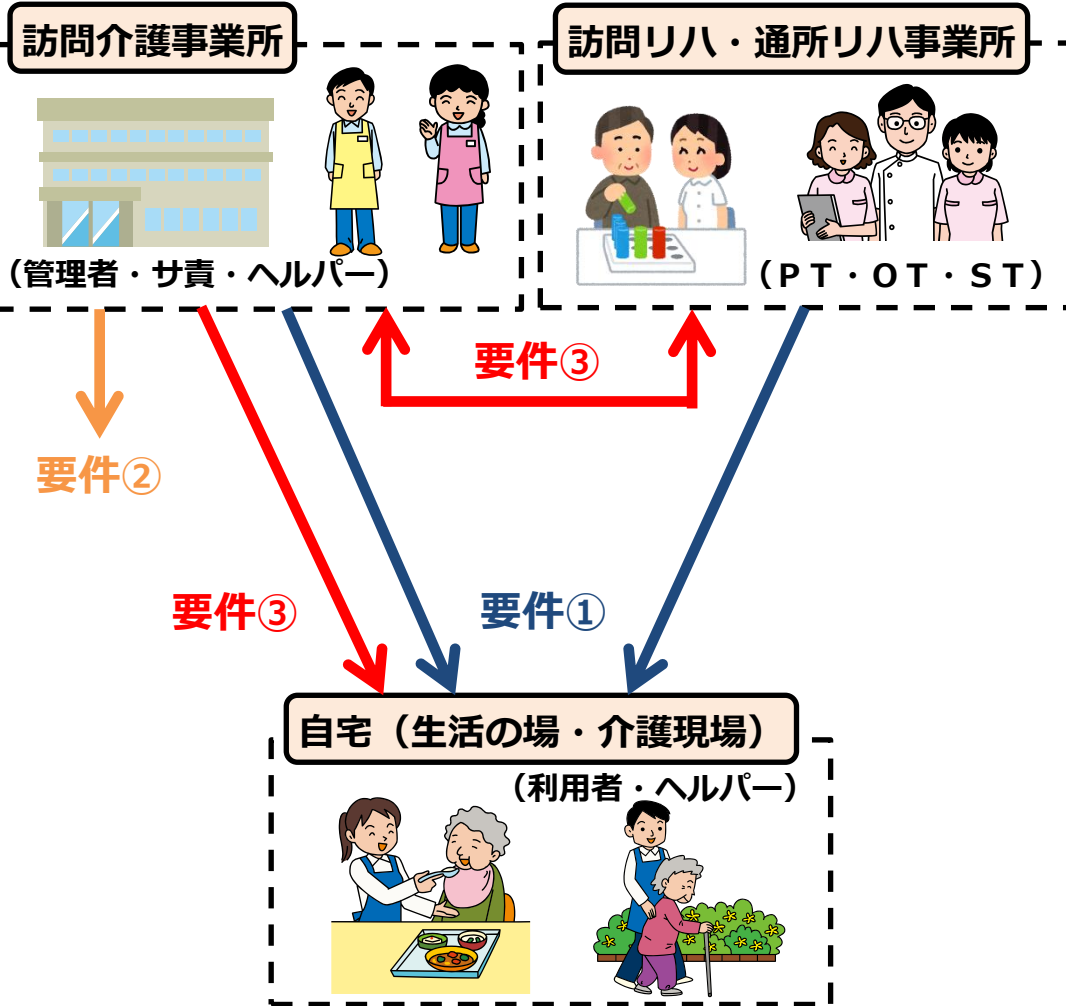 訪問介護事業所
訪問リハ・通所リハ事業所
（管理者・サ責・ヘルパー）
（ＰＴ・ＯＴ・ＳＴ）
要件③
要件②
要件③
要件①
自宅（生活の場・介護現場）
（利用者・ヘルパー）